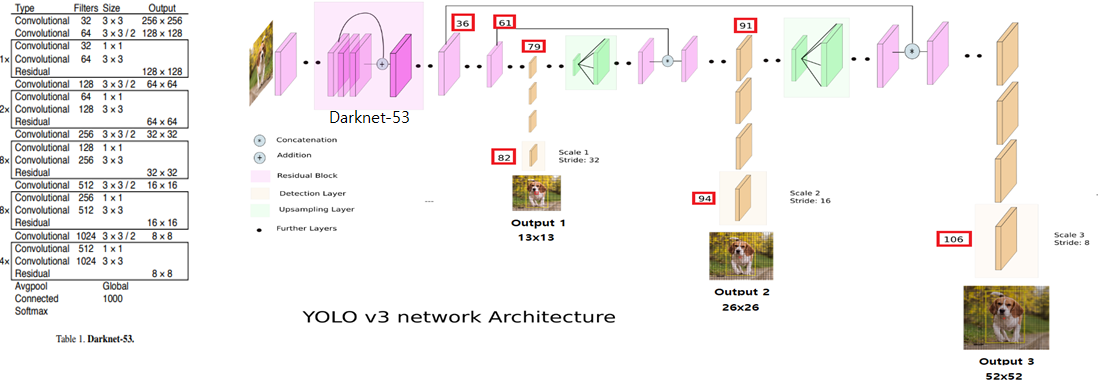 Type Filters Size Output
Convolutional 32 3 × 3 256 × 256
Convolutional 64 3 × 3 / 2 128 × 128
Convolutional 32 1 × 1
1× Convolutional 64 3 × 3
Residual 128 × 128
Convolutional 128 3 × 3 / 2 64 × 64
Convolutional 64 1 × 1
2× Convolutional 128 3 × 3
Residual 64 × 64
Convolutional 256 3 × 3 / 2 32 × 32
Convolutional 128 1 × 1
8× Convolutional 256 3 × 3
Residual 32 × 32
Convolutional 512 3 × 3 / 2 16 × 16
Convolutional 256 1 × 1
8× Convolutional 512 3 × 3
Residual 16 × 16
Convolutional 1024 3 × 3 / 2 8 × 8
Convolutional 512 1 × 1
4× Convolutional 1024 3 × 3
Residual 8 × 8
Avgpool Global
Connected 1000
Softmax
Table 1. Darknet-53.
36
61
79
91
Darknet-53
Concatenation
Addition
Residual Block
Detection Layer
Upsampling Layer
Further Layers
82
Scale 1
Stride: 32
Output 1
13x13
94
Scale 2
Stride: 16
Output 2
26x26
106
Scale 3
Stride: 8
Output 3
52x52
YOLO v3 network Architecture